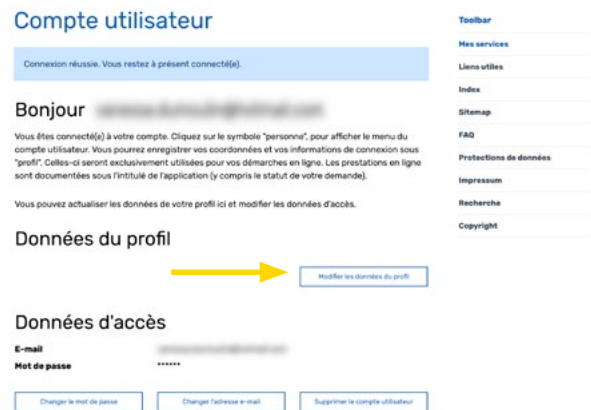 Compte utilisateur
Connexion réussie. Vous restez à présent connecté(e).
Bonjour
Vous êtes connecté(e) à votre compte. Cliquez sur le symbole "personne", pour afficher le menu du
compte utilisateur. Vous pourrez enregistrer vos coordonnées et vos informations de connexion sous
"profil". Celles-ci seront exclusivement utilisées pour vos démarches en ligne. Les prestations en ligne
sont documentées sous l'intitulé de l'application (y compris le statut de votre demande).
Vous pouvez actualiser les données de votre profil ici et modifier les données d'accès.
Données du profil
Modifier les données du profil
Données d'accès
E-mail
Mot de passe ••••••
Changer le mot de passe Changer l'adresse e-mail Supprimer le compte utilisateur
Toolbar
Mes services
Liens utiles
Index
Sitemap
FAQ
Protections de données
Impressum
Recherche
Copyright